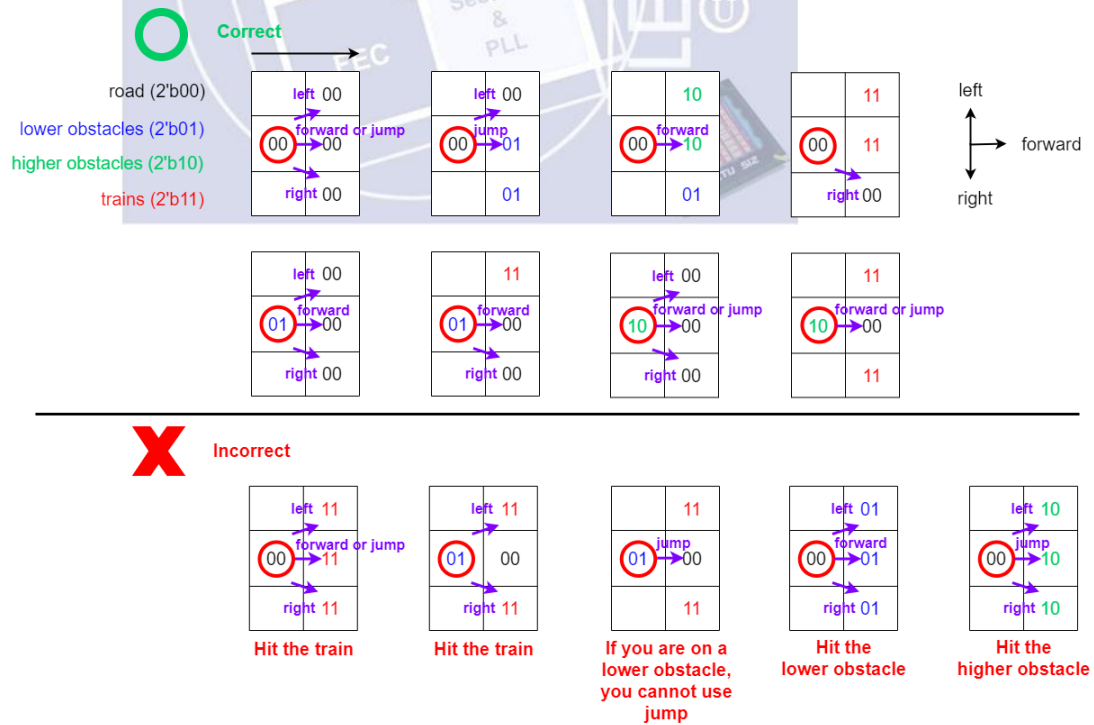 Sec
&
PLL
FEC
U
TU SIZ
Correct
road (2'b00)
lower obstacles (2'b01)
higher obstacles (2'b10)
trains (2'b11)
left 00
00 forward or jump 00
right 00
left 00
00 jump 01
01
10
00 forward 10
01
11
00 11
right 00
left
forward
right
left 00
01 forward 00
right 00
11
01 forward 00
right 00
left 00
10 forward or jump 00
right 00
11
10 forward or jump 00
11
Incorrect
left 11
00 forward or jump 11
right 11
Hit the train
left 11
01 00
right 11
Hit the train
11
01 jump 00
11
If you are on a
lower obstacle,
you cannot use
jump
left 01
00 forward 01
right 01
Hit the
lower obstacle
left 10
00 jump 10
right 10
Hit the
higher obstacle